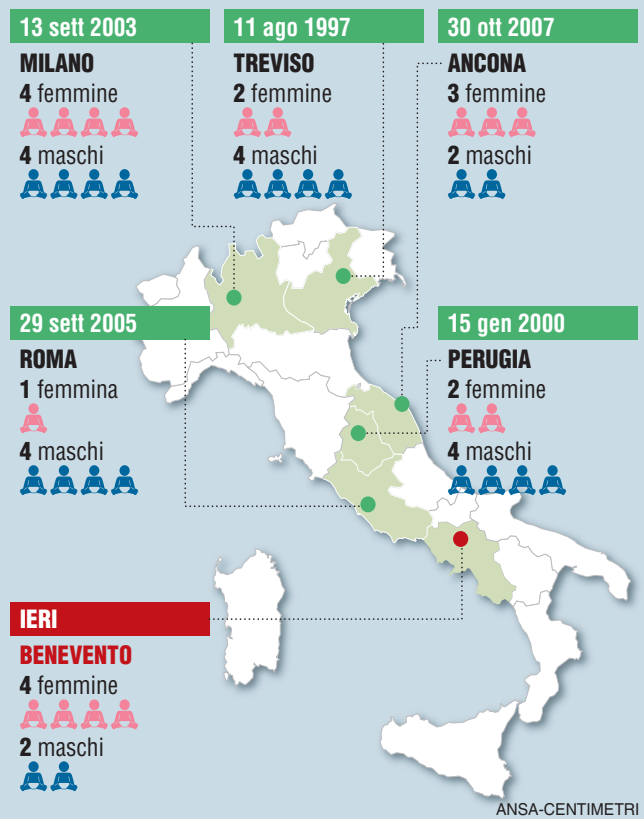 13 sett 2003
MILANO
4 femmine
4 maschi
11 ago 1997
TREVISO
2 femmine
4 maschi
30 ott 2007
ANCONA
3 femmine
2 maschi
29 sett 2005
ROMA
1 femmina
4 maschi
15 gen 2000
PERUGIA
2 femmine
4 maschi
IERI
BENEVENTO
4 femmine
2 maschi
ANSA-CENTIMETRI